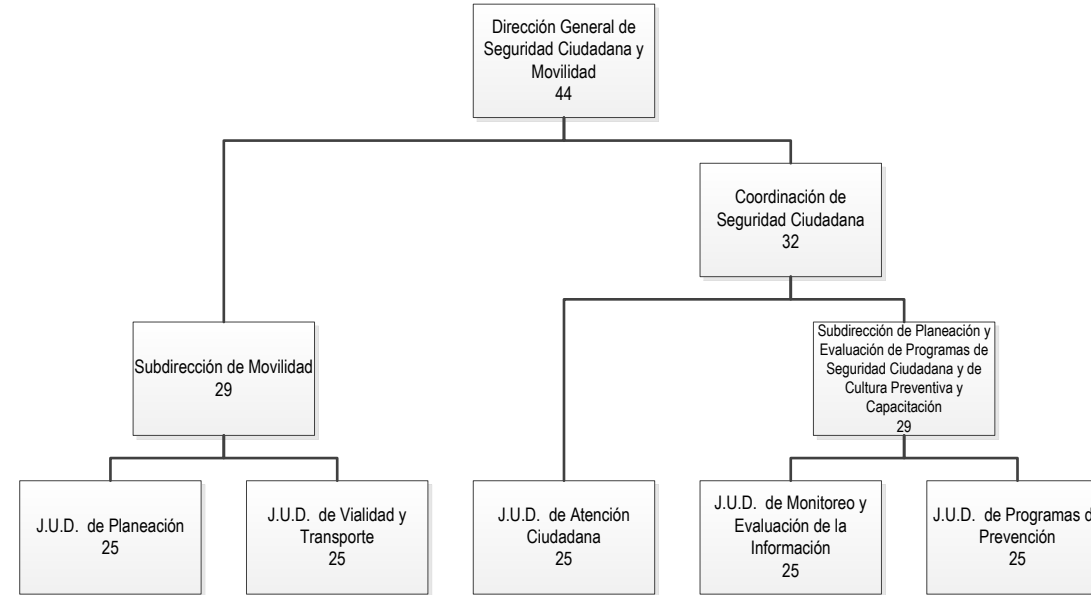 Dirección General de
Seguridad Ciudadana y
Movilidad
44
Coordinación de
Seguridad Ciudadana
32
Subdirección de Movilidad
29
Subdirección de Planeación y
Evaluación de Programas de
Seguridad Ciudadana y de
Cultura Preventiva y
Capacitación
29
J.U.D. de Planeación
25
J.U.D. de Vialidad y
Transporte
25
J.U.D. de Atención
Ciudadana
25
J.U.D. de Monitoreo y
Evaluación de la
Información
25
J.U.D. de Programas
Prevención
25